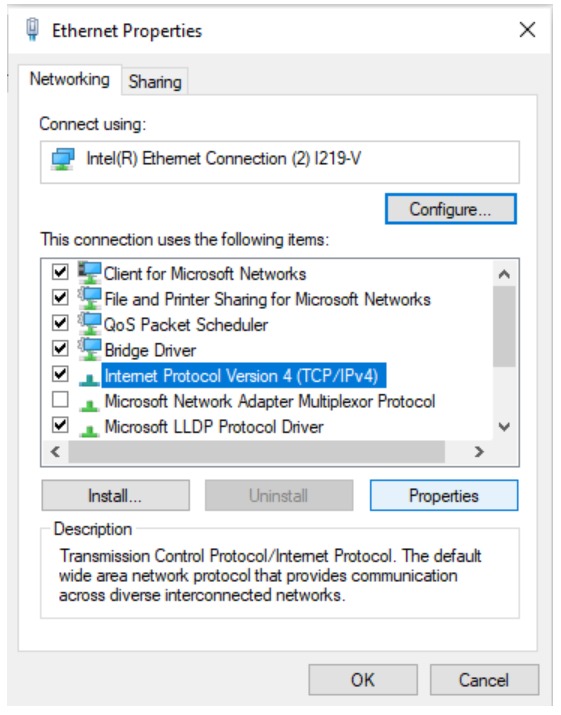 Ethernet Properties
Networking
Sharing
Connect using:
Intel(R) Ethernet Connection (2) I219-V
Configure...
This connection uses the following items:
Client for Microsoft Networks
File and Printer Sharing for Microsoft Networks
QoS Packet Scheduler
Bridge Driver
Internet Protocol Version 4 (TCP/IPv4)
Microsoft Network Adapter Multiplexor Protocol
Microsoft LLDP Protocol Driver
Install...
Uninstall
Properties
Description
Transmission Control Protocol/Internet Protocol. The default
wide area network protocol that provides communication
across diverse interconnected networks.
OK
Cancel